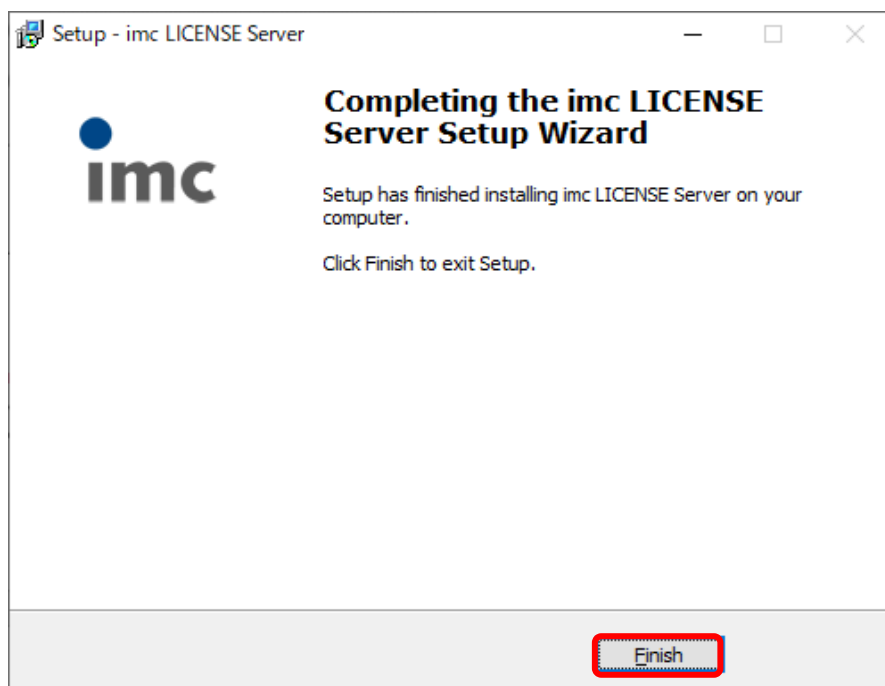 Setup - imc LICENSE Server
imc
Completing the imc LICENSE
Server Setup Wizard
Setup has finished installing imc LICENSE Server on your
computer.
Click Finish to exit Setup.
Finish